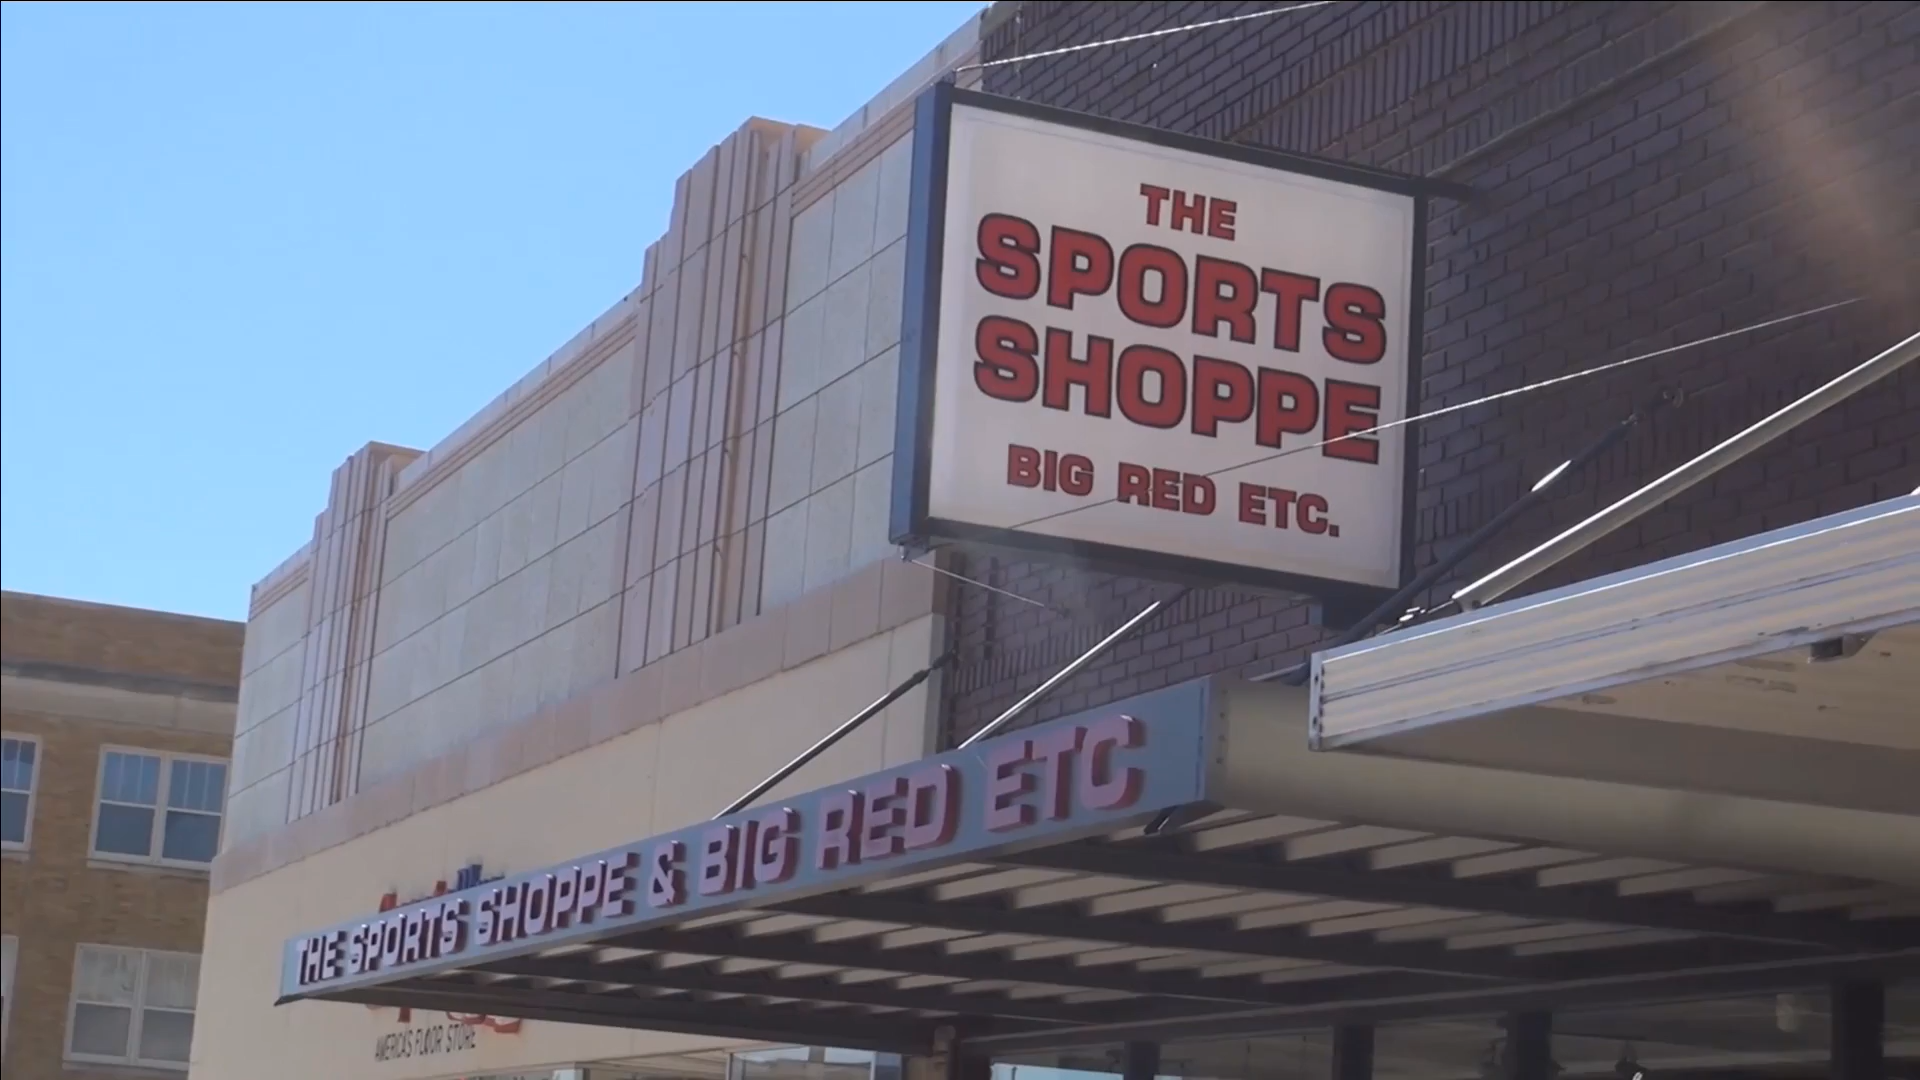 THE
SPORTS
SHOPPE
BIG RED ETC.
THE SPORTS SHOPPE & BIG RED ETC
AMERICA'S FLOOR STORE